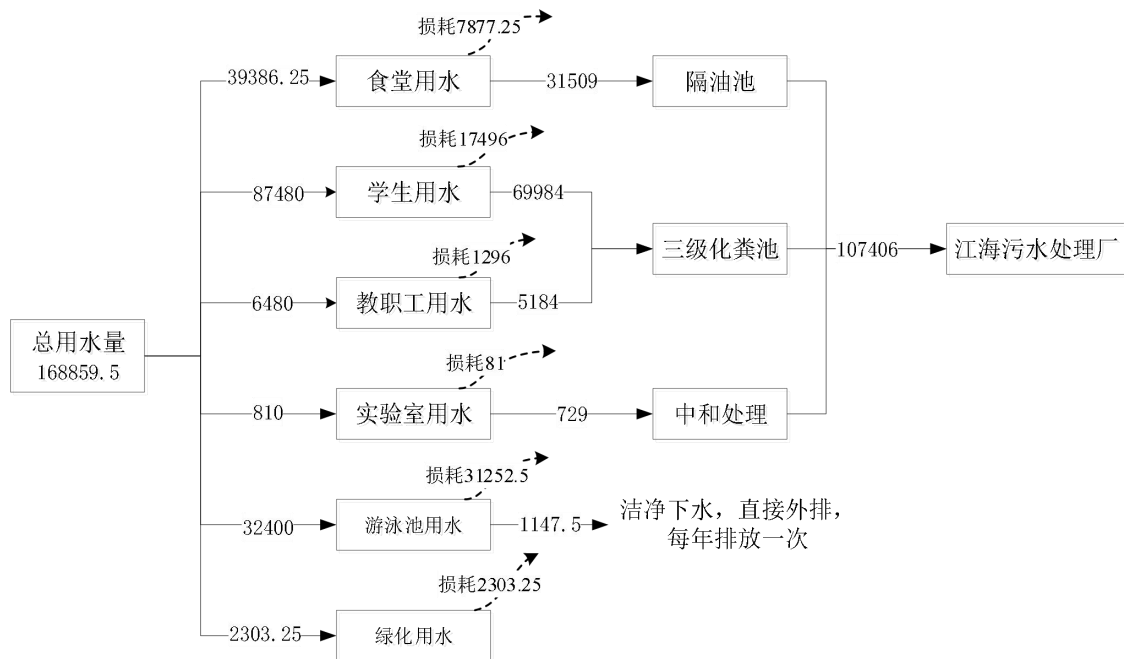 损耗7877.25
39386.25
食堂用水
31509
隔油池
损耗17496
87480
学生用水
69984
三级化粪池
107406
江海污水处理厂
损耗1296
6480
教职工用水
5184
总用水量
168859.5
损耗81
810
实验室用水
729
中和处理
损耗31252.5
32400
游泳池用水
1147.5
洁净下水，直接外排，
每年排放一次
损耗2303.25
2303.25
绿化用水